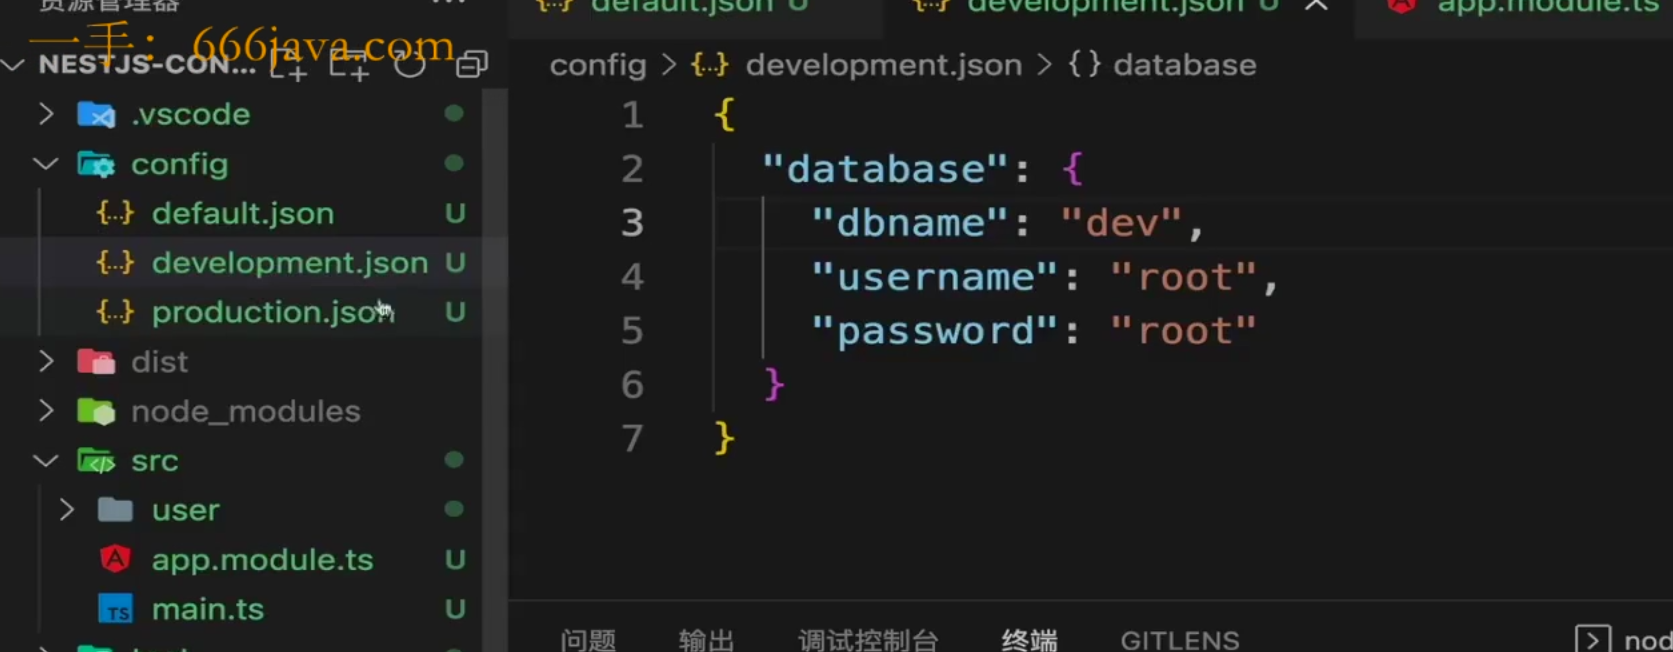 资源管理器
default.json U
development.json U
app.module.ts
一手：666java.com
NESTJS-CON...
config > {..} development.json > {} database
.vscode
config
default.json U
development.json U
production.json U
dist
node_modules
src
user
app.module.ts U
main.ts U
1 {
2 "database": {
3 "dbname": "dev",
4 "username": "root",
5 "password": "root"
6 }
7 }
问题 输出 调试控制台 终端 GITLENS